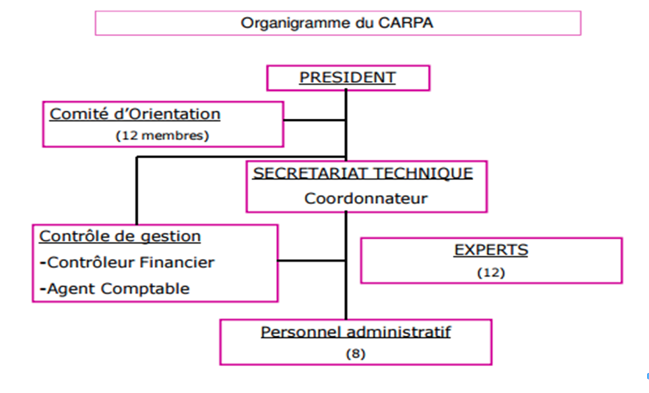 Organigramme du CARPA
PRESIDENT
Comité d'Orientation
(12 membres)
SECRETARIAT TECHNIQUE
Coordonnateur
Contrôle de gestion
-Contrôleur Financier
-Agent Comptable
EXPERTS
(12)
Personnel administratif
(8)